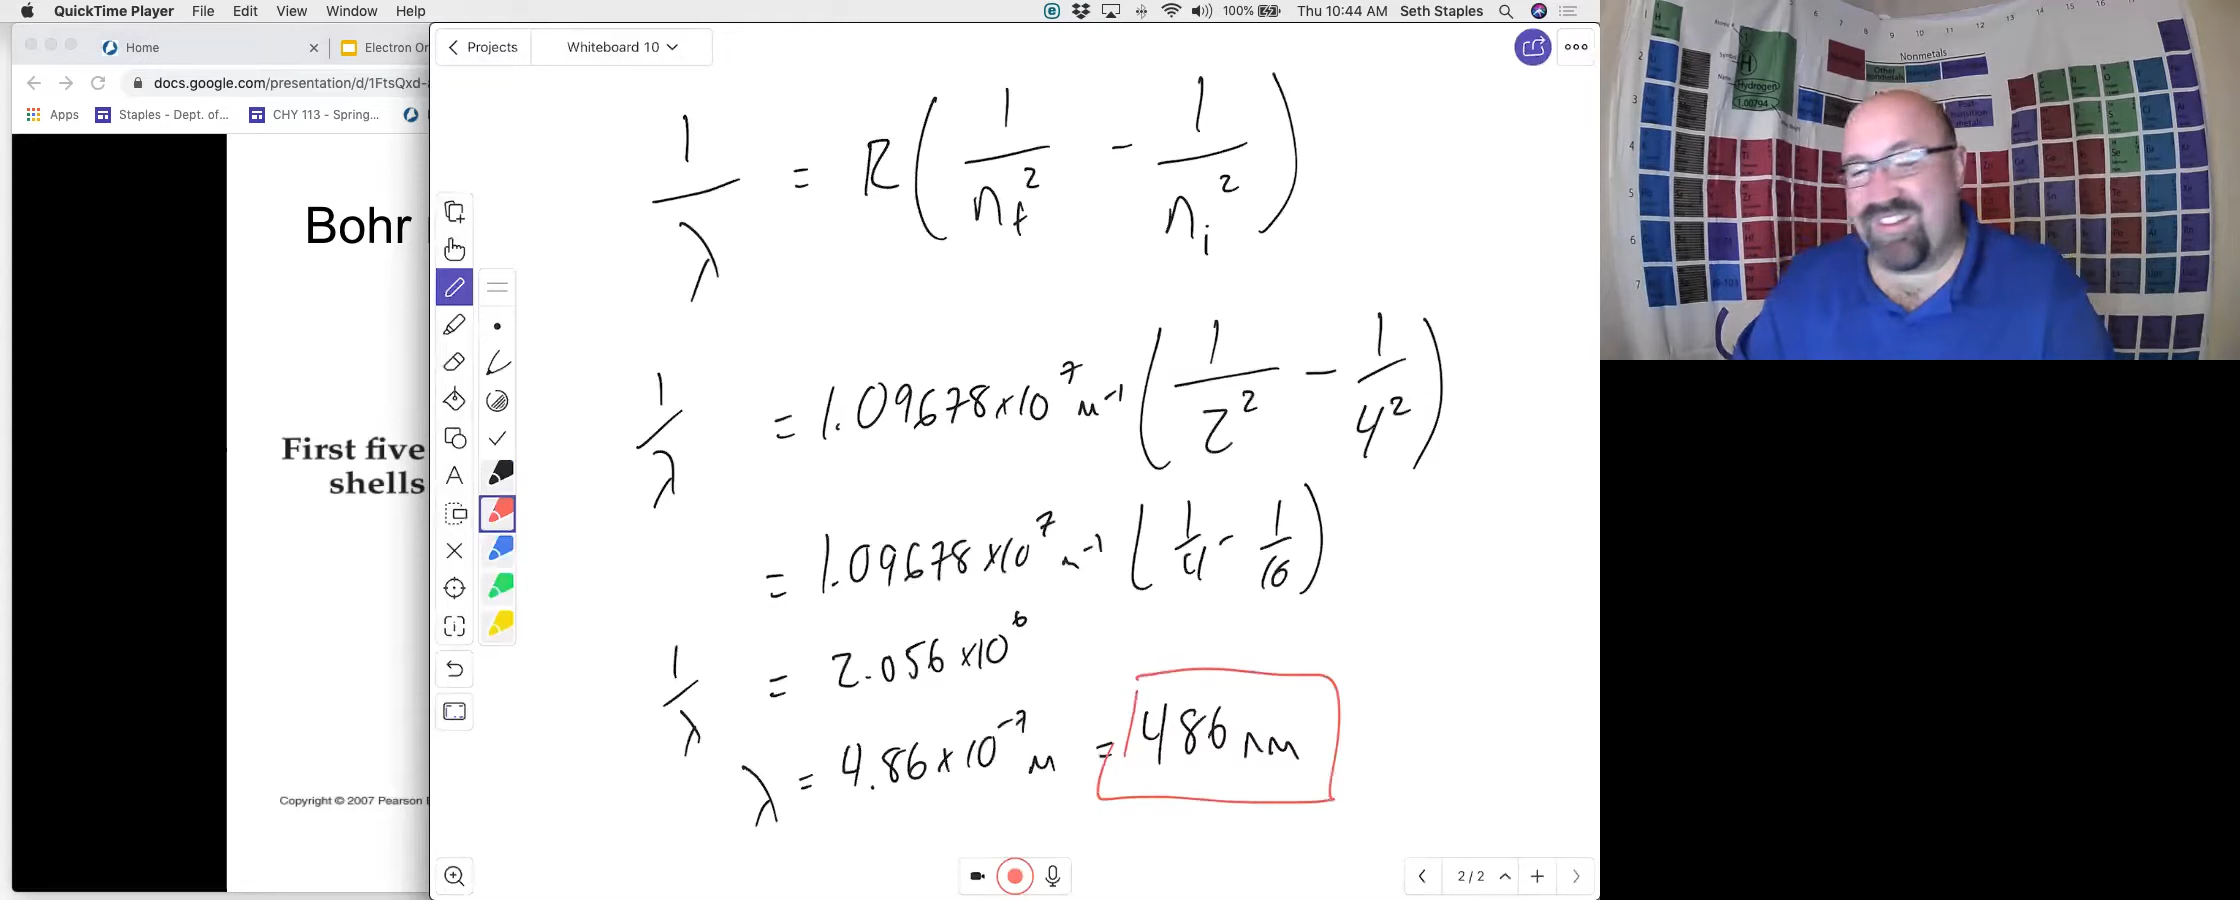 QuickTime Player File Edit View Window Help 100% Thu 10:44 AM Seth Staples
Home × Electron Or
docs.google.com/presentation/d/1FtsQxd-
Apps Staples - Dept. of... CHY 113 - Spring...
Bohr
First five
shells
Copyright © 2007 Pearson
Projects Whiteboard 10
1/λ = R(1/n_f² - 1/n_i²)
1/λ = 1.09678×10⁷ m⁻¹ (1/2² - 1/4²)
= 1.09678×10⁷ m⁻¹ (1/4 - 1/16)
1/λ = 2.056×10⁶
λ = 4.86×10⁻⁷ m = 486 nm
2/2
Nonmetals
H
Hydrogen
1.00794